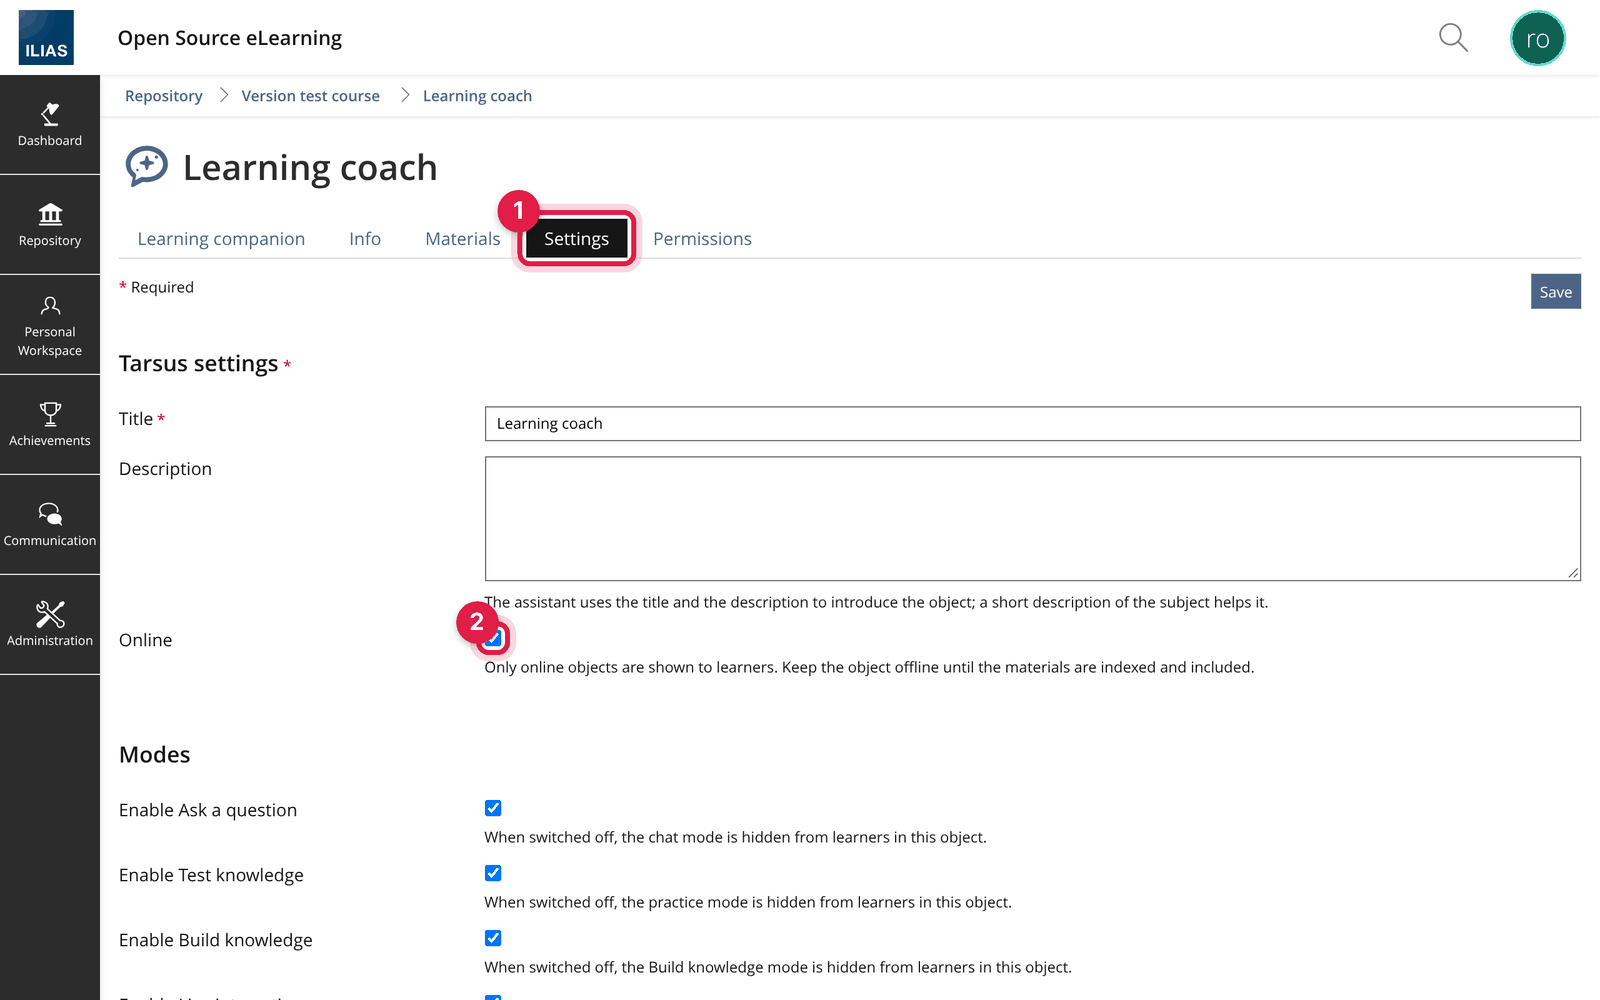 ILIAS
Open Source eLearning
ro
Dashboard
Repository
Personal
Workspace
Achievements
Communication
Administration
Repository
Version test course
Learning coach
Learning coach
1
Learning companion
Info
Materials
Settings
Permissions
* Required
Save
Tarsus settings *
Title *
Learning coach
Description
The assistant uses the title and the description to introduce the object; a short description of the subject helps it.
2
Online
Only online objects are shown to learners. Keep the object offline until the materials are indexed and included.
Modes
Enable Ask a question
When switched off, the chat mode is hidden from learners in this object.
Enable Test knowledge
When switched off, the practice mode is hidden from learners in this object.
Enable Build knowledge
When switched off, the Build knowledge mode is hidden from learners in this object.